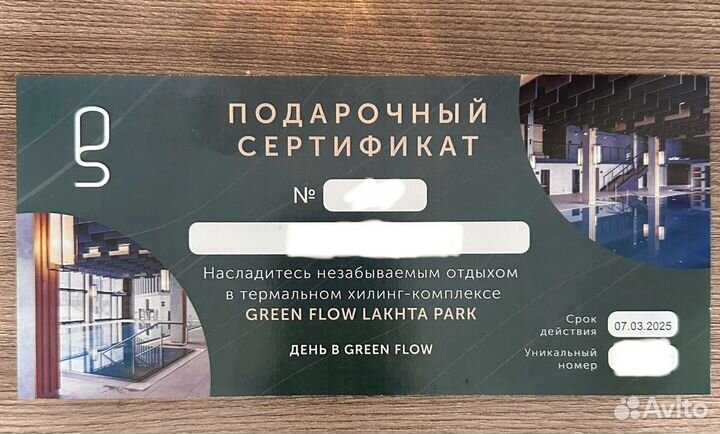 ПОДАРОЧНЫЙ
СЕРТИФИКАТ
№
Насладитесь незабываемым отдыхом
в термальном хилинг-комплексе
GREEN FLOW LAKHTA PARK
ДЕНЬ В GREEN FLOW
Срок
действия
07.03.2025
Уникальный
номер
Avito